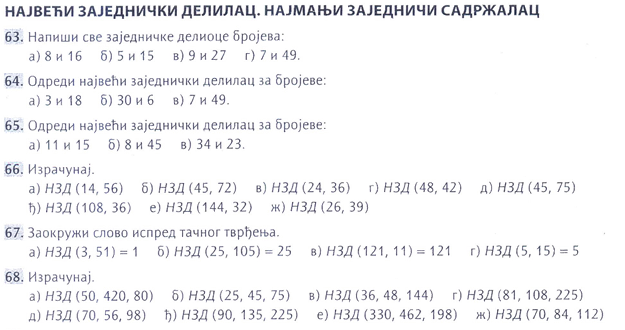 НАЈВЕЋИ ЗАЈЕДНИЧКИ ДЕЛИЛАЦ. НАЈМАЊИ ЗАЈЕДНИЧИ САДРЖАЛАЦ
63. Напиши све заједничке делиоце бројева:
а) 8 и 16 б) 5 и 15 в) 9 и 27 г) 7 и 49.
64. Одреди највећи заједнички делилац за бројеве:
а) 3 и 18 б) 30 и 6 в) 7 и 49.
65. Одреди највећи заједнички делилац за бројеве:
а) 11 и 15 б) 8 и 45 в) 34 и 23.
66. Израчунај.
а) НЗД (14, 56) б) НЗД (45, 72) в) НЗД (24, 36) г) НЗД (48, 42) д) НЗД (45, 75)
ђ) НЗД (108, 36) е) НЗД (144, 32) ж) НЗД (26, 39)
67. Заокружи слово испред тачног тврђења.
а) НЗД (3, 51) = 1 б) НЗД (25, 105) = 25 в) НЗД (121, 11) = 121 г) НЗД (5, 15) = 5
68. Израчунај.
а) НЗД (50, 420, 80) б) НЗД (25, 45, 75) в) НЗД (36, 48, 144) г) НЗД (81, 108, 225)
д) НЗД (70, 56, 98) ђ) НЗД (90, 135, 225) е) НЗД (330, 462, 198) ж) НЗД (70, 84, 112)